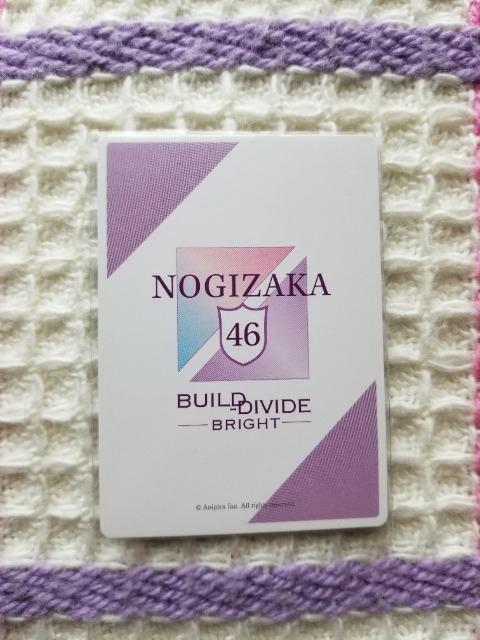 NOGIZAKA
46
BUILD
-DIVIDE
BRIGHT
© Aniplex Inc. All rights reserved.